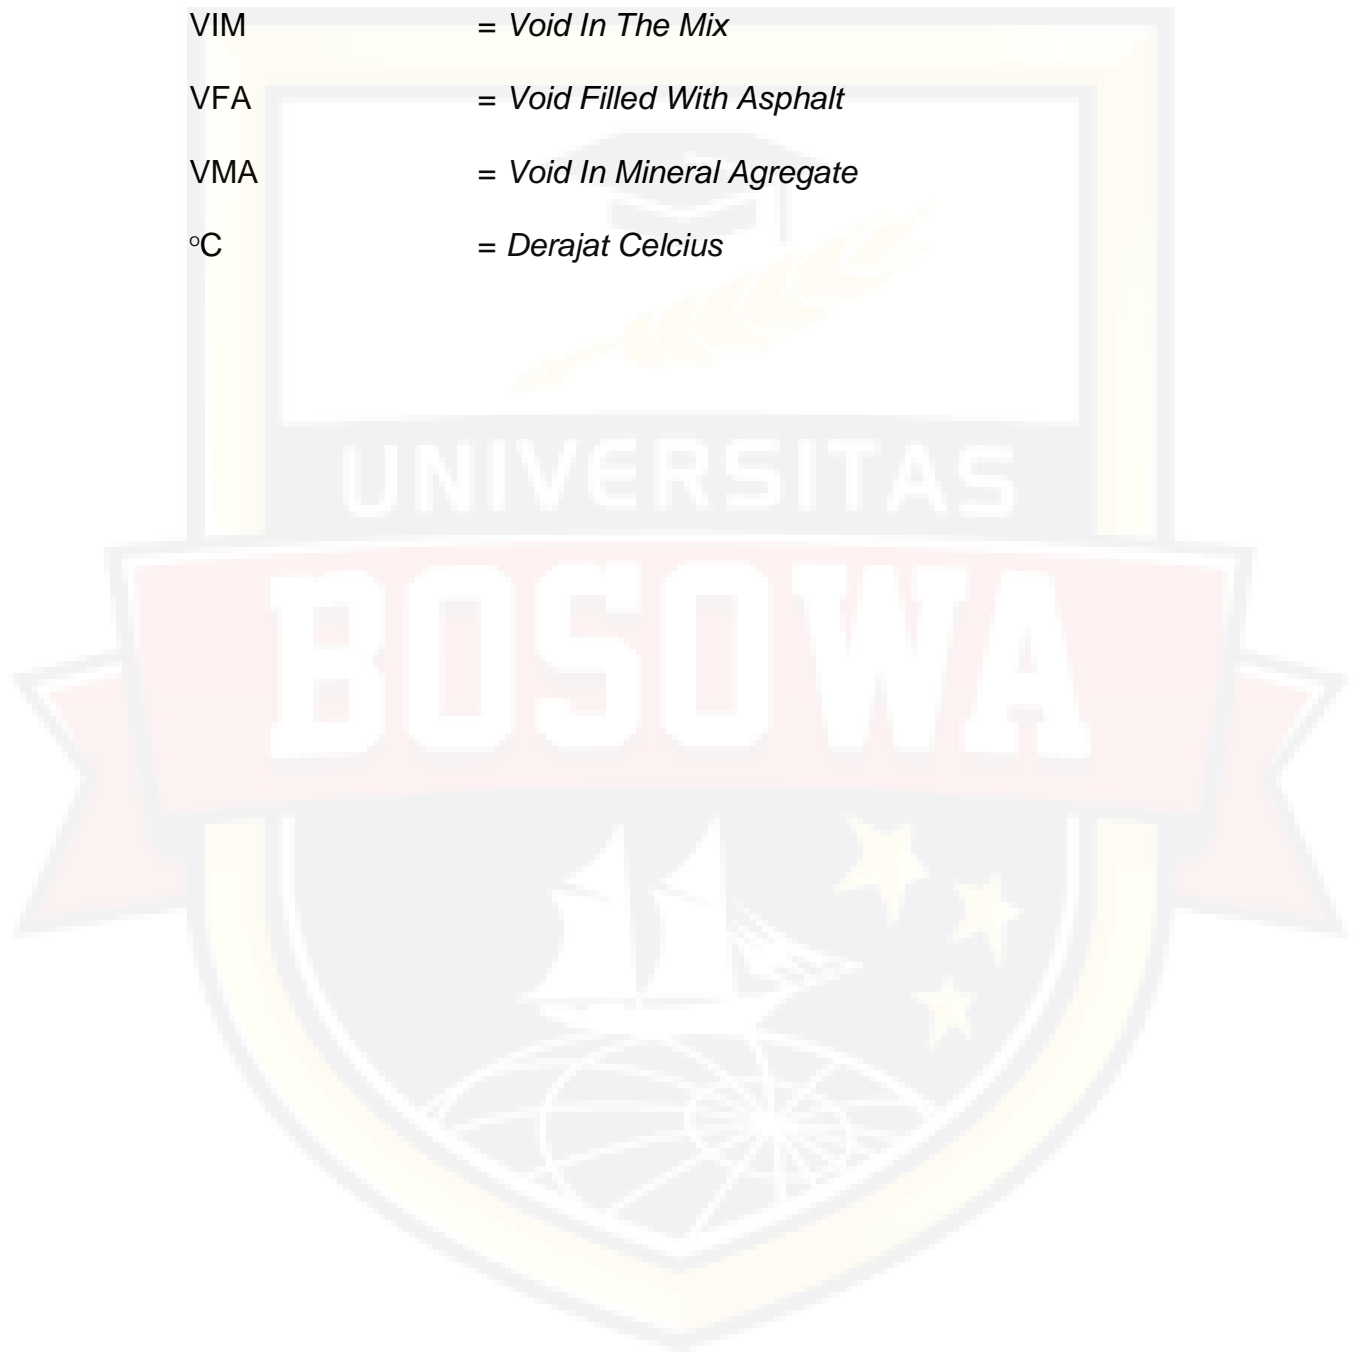 VIM = Void In The Mix
VFA = Void Filled With Asphalt
VMA = Void In Mineral Agregate
°C = Derajat Celcius
UNIVERSITAS
BOSOWA